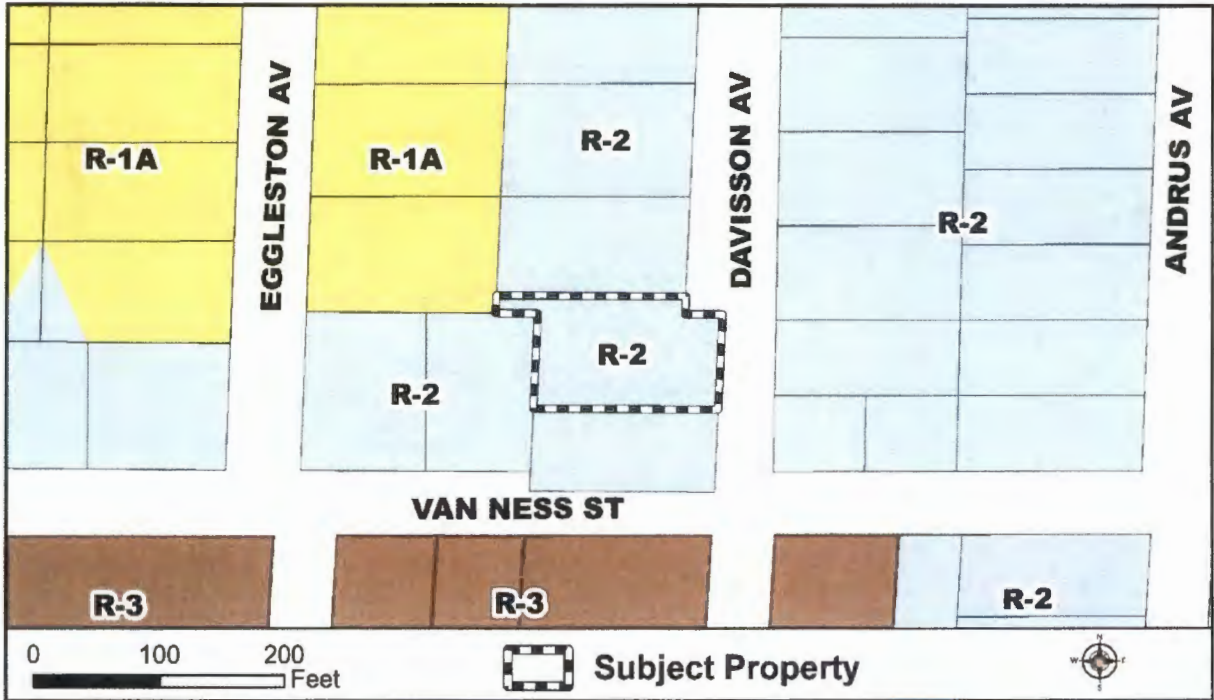 R-1A
EGGLESTON AV
R-1A
R-2
DAVISSON AV
R-2
ANDRUS AV
R-2
R-2
VAN NESS ST
R-3
R-3
R-2
0 100 200
Feet
Subject Property
N
W
S